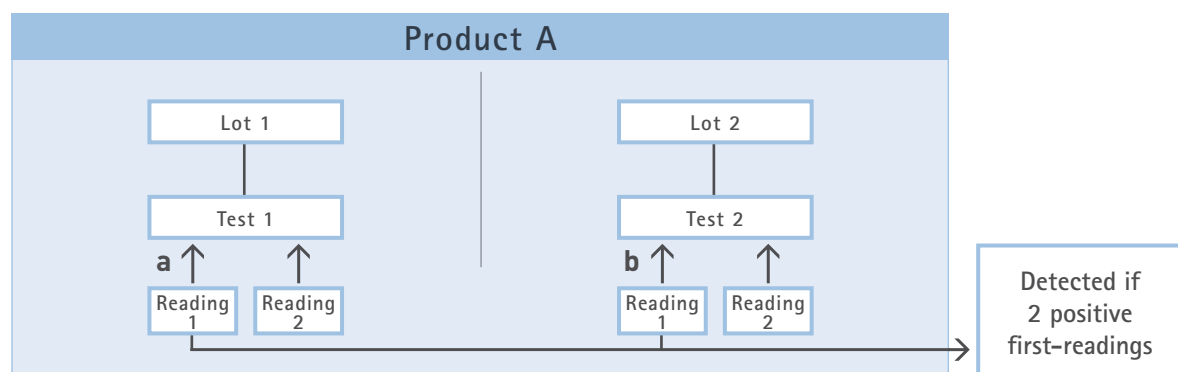 Product A
Lot 1
Lot 2
Test 1
Test 2
a
b
Reading
1
Reading
2
Reading
1
Reading
2
Detected if
2 positive
first-readings